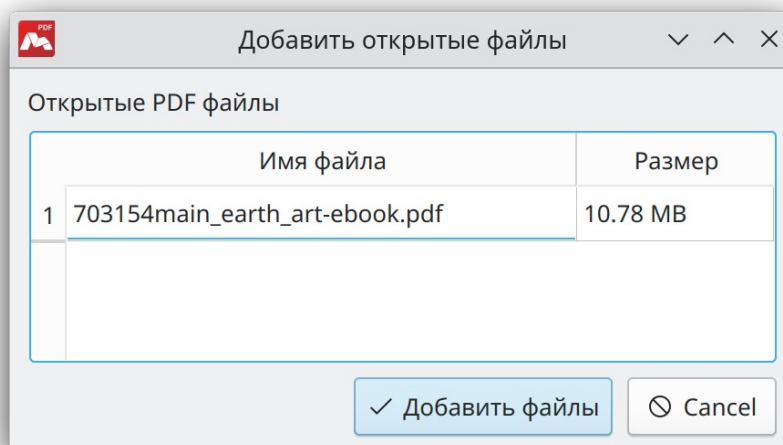 PDF
Добавить открытые файлы
Открытые PDF файлы
Имя файла Размер
1 703154main_earth_art-ebook.pdf 10.78 MB
Добавить файлы Cancel